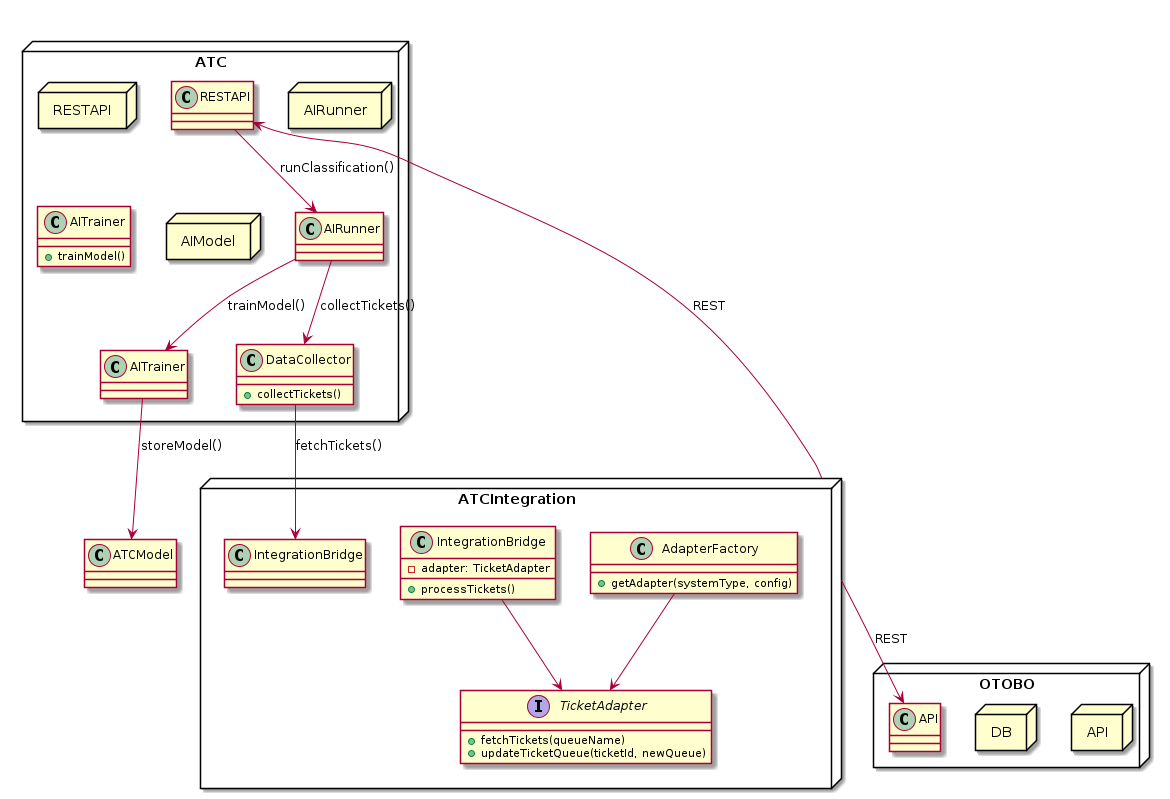 ATC
RESTAPI
C RESTAPI
AIRunner
runClassification()
C AITrainer
trainModel()
AIModel
C AIRunner
REST
trainModel()
collectTickets()
C AITrainer
C DataCollector
collectTickets()
storeModel()
fetchTickets()
ATCIntegration
C ATCModel
C IntegrationBridge
C IntegrationBridge
adapter: TicketAdapter
processTickets()
C AdapterFactory
getAdapter(systemType, config)
REST
OTOBO
I TicketAdapter
fetchTickets(queueName)
updateTicketQueue(ticketId, newQueue)
C API
DB
API